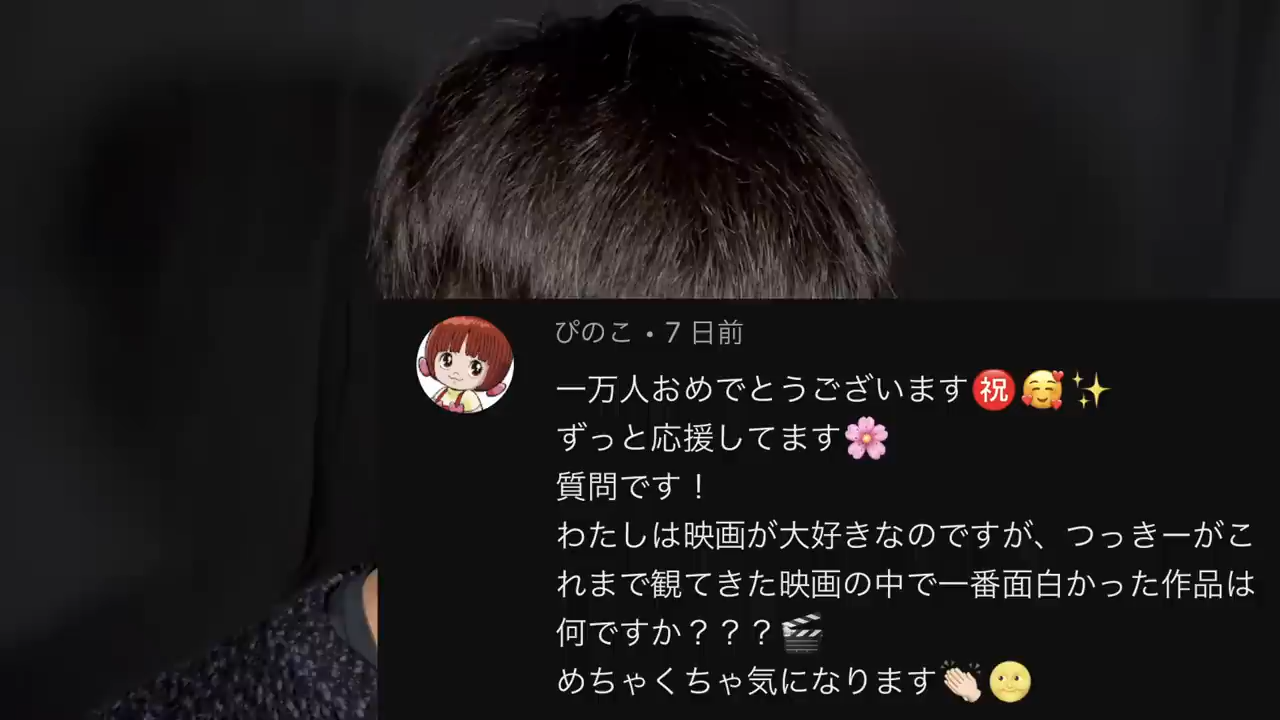 ぴのこ・7 日前
一万人おめでとうございます㊗️🥰✨
ずっと応援してます🌸
質問です！
わたしは映画が大好きなのですが、つっきーがこ
れまで観てきた映画の中で一番面白かった作品は
何ですか？？？🎬
めちゃくちゃ気になります👏🏻🌝